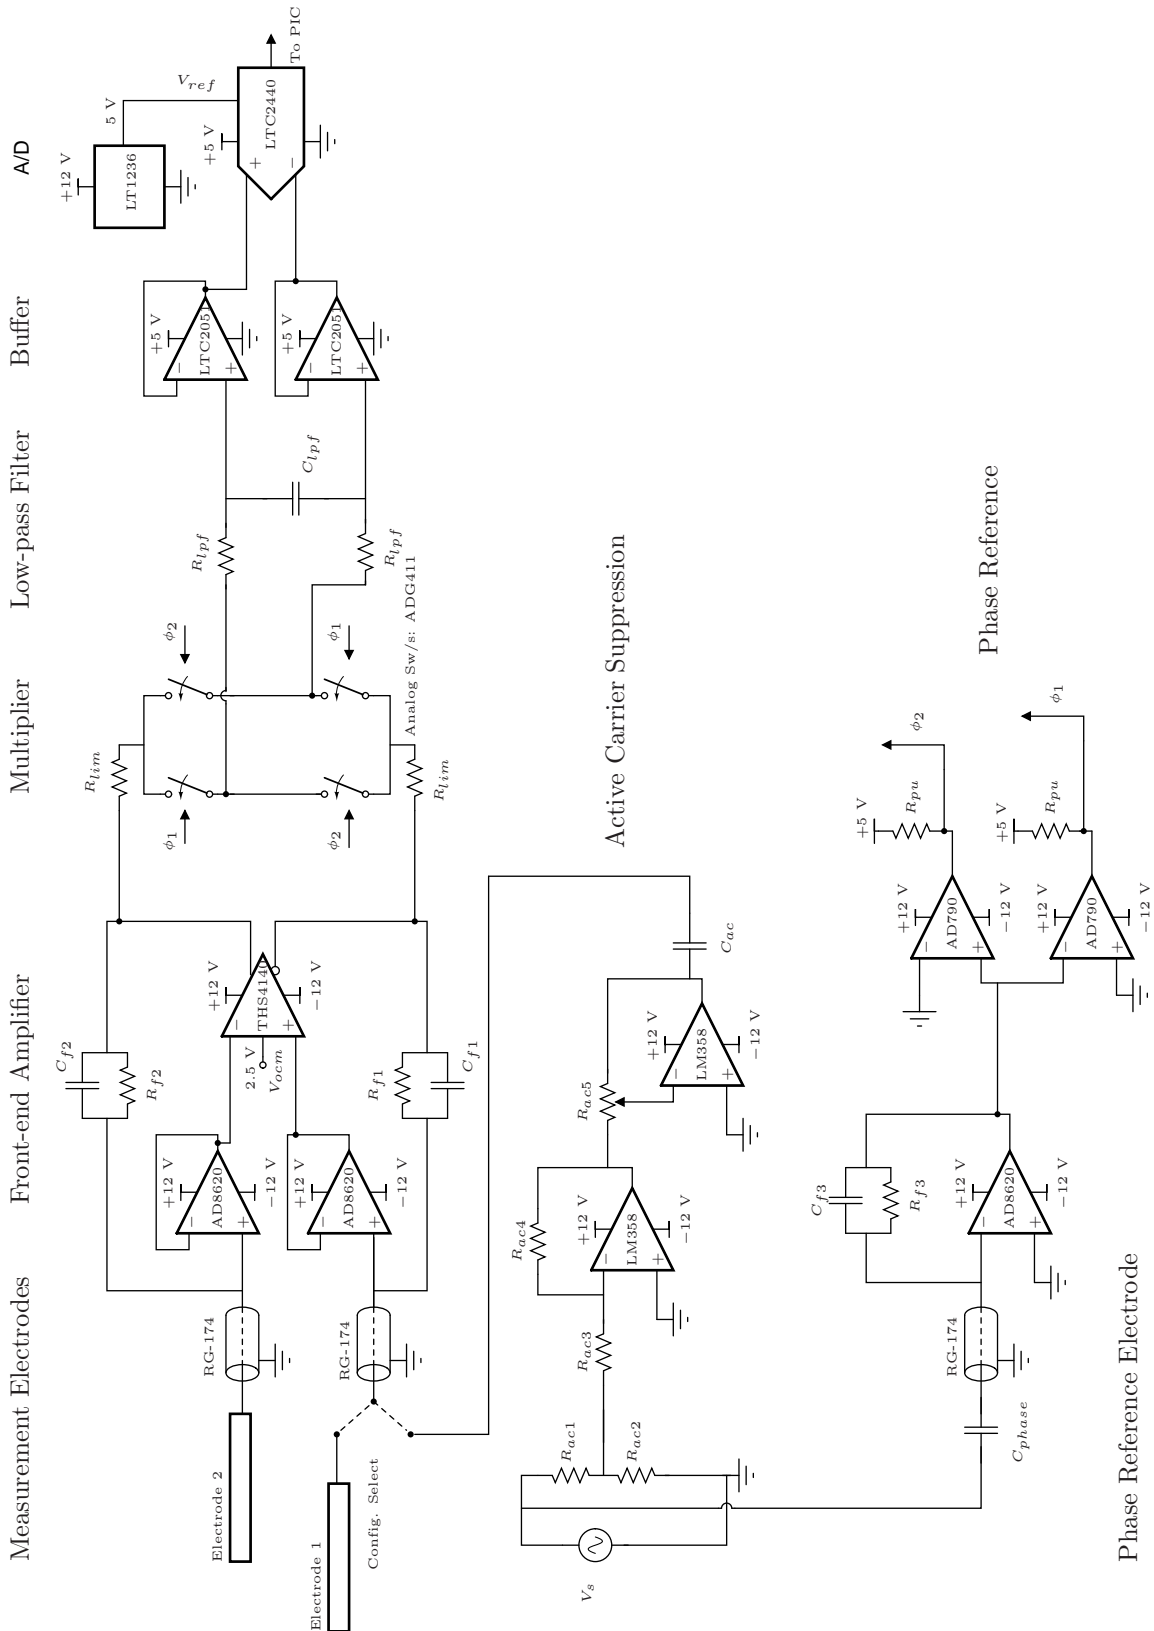 Measurement Electrodes
Front-end Amplifier
Multiplier
Low-pass Filter
Buffer
A/D
Electrode 2
RG-174
C_{f2}
R_{f2}
+12 V
−
AD8620
+
−12 V
2.5 V
V_{ocm}
+12 V
−
THS4140
+
−12 V
R_{lim}
ϕ1
ϕ2
R_{lpf}
+5 V
−
LTC2051
+
+12 V
LT1236
5 V
V_{ref}
+5 V
+
−
LTC2440
To PIC
Electrode 1
Config. Select
RG-174
+12 V
−
AD8620
+
−12 V
R_{f1}
C_{f1}
ϕ2
ϕ1
R_{lim}
Analog Sw/s: ADG411
R_{lpf}
C_{lpf}
+5 V
−
LTC2051
+
Active Carrier Suppression
V_s
R_{ac1}
R_{ac2}
R_{ac3}
R_{ac4}
+12 V
−
LM358
+
−12 V
R_{ac5}
+12 V
−
LM358
+
−12 V
C_{ac}
Phase Reference
C_{phase}
RG-174
C_{f3}
R_{f3}
+12 V
−
AD8620
+
−12 V
+12 V
−
AD790
+
−12 V
+5 V
R_{pu}
ϕ2
+12 V
−
AD790
+
−12 V
+5 V
R_{pu}
ϕ1
Phase Reference Electrode